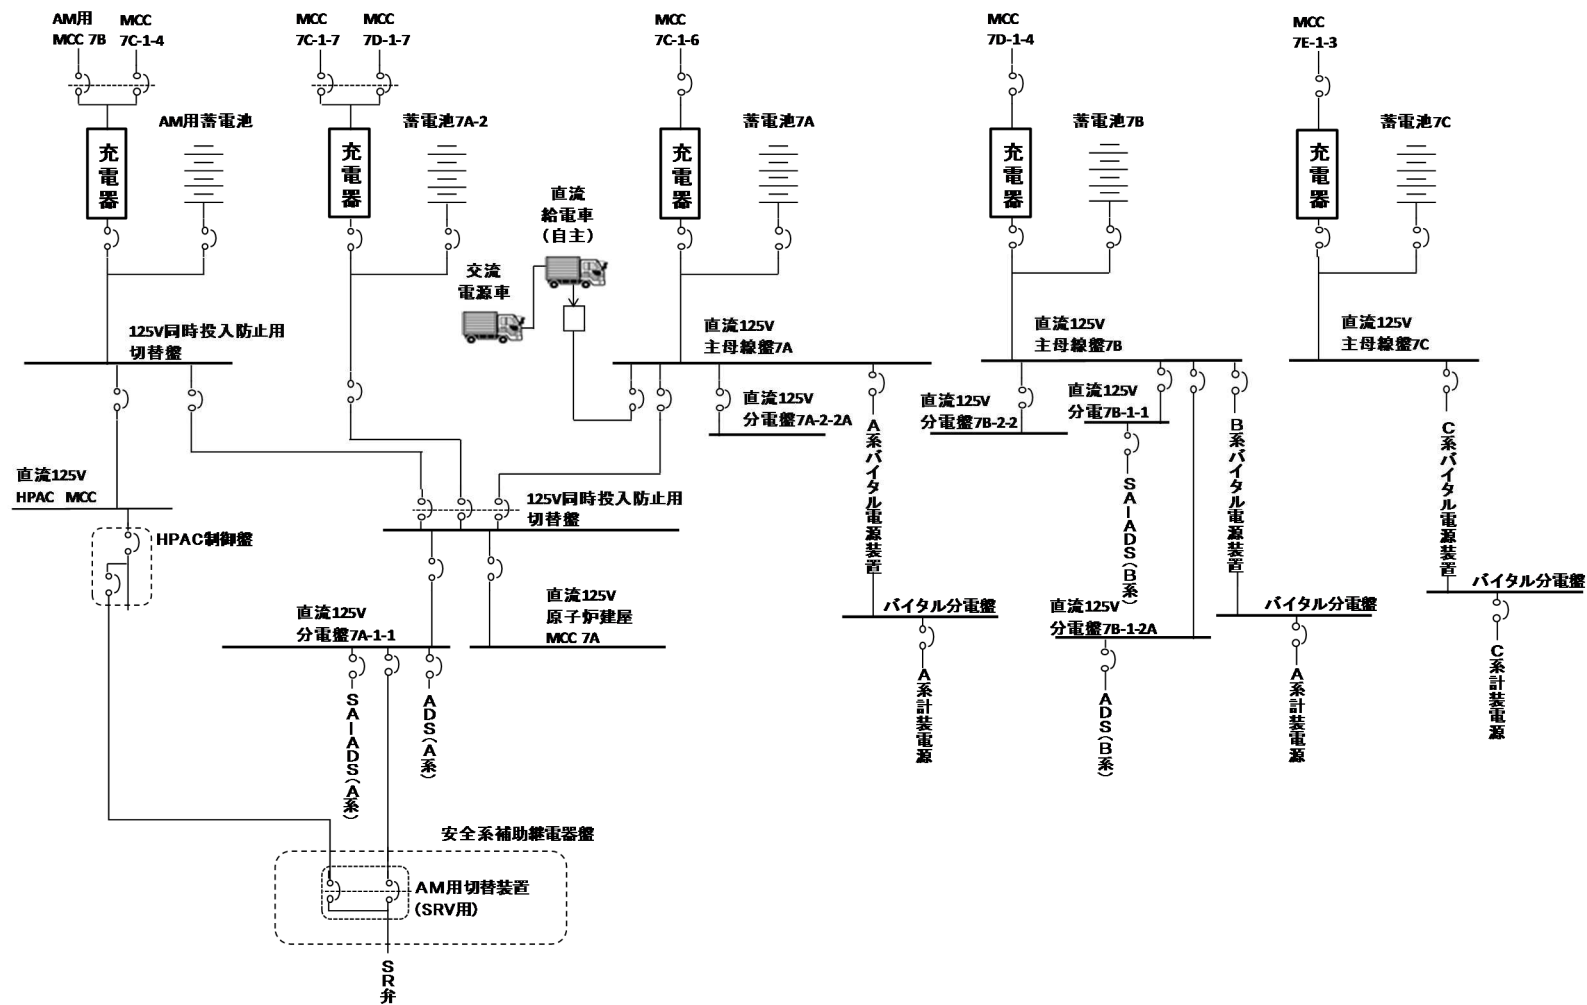 AM用
MCC 7B
MCC
7C-1-4
MCC
7C-1-7
MCC
7D-1-7
MCC
7C-1-6
MCC
7D-1-4
MCC
7E-1-3
充電器
AM用蓄電池
充電器
蓄電池7A-2
充電器
蓄電池7A
充電器
蓄電池7B
充電器
蓄電池7C
直流
給電車
(自主)
交流
電源車
125V同時投入防止用
切替盤
直流125V
主母線盤7A
直流125V
主母線盤7B
直流125V
主母線盤7C
直流125V
分電盤7A-2-2A
A系バイタル電源装置
直流125V
分電盤7B-2-2
直流125V
分電7B-1-1
B系バイタル電源装置
C系バイタル電源装置
直流125V
HPAC MCC
125V同時投入防止用
切替盤
SA-ADS(B系)
HPAC制御盤
直流125V
分電盤7A-1-1
直流125V
原子炉建屋
MCC 7A
バイタル分電盤
直流125V
分電盤7B-1-2A
バイタル分電盤
バイタル分電盤
SA-ADS(A系)
ADS(A系)
A系計装電源
ADS(B系)
A系計装電源
C系計装電源
安全系補助継電器盤
AM用切替装置
(SRV用)
SR弁